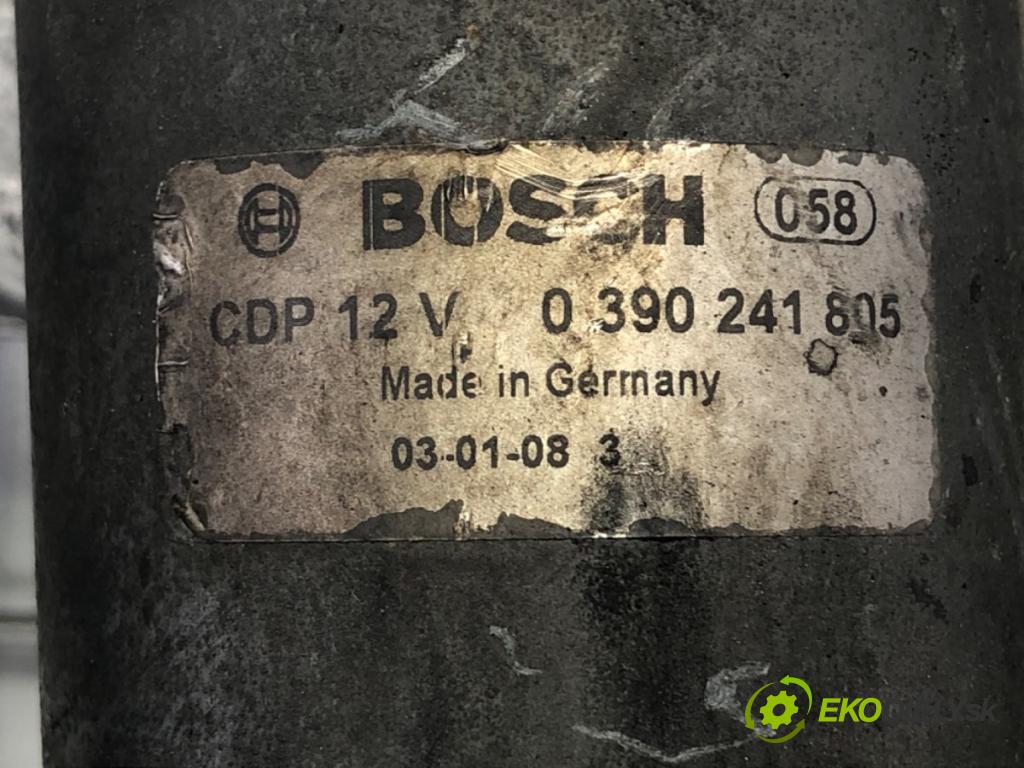 BOSCH 058
CDP 12 V 0 390 241 805
Made in Germany
03-01-08 3
EKO